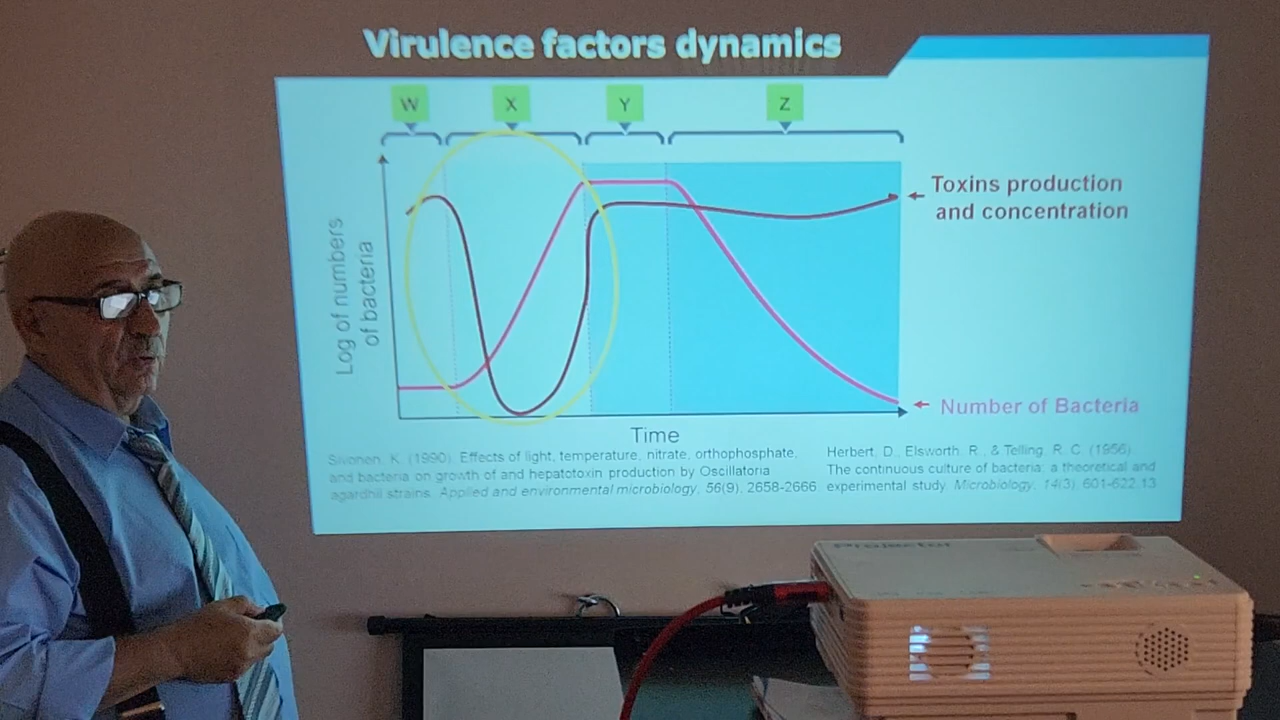 Virulence factors dynamics
W X Y Z
Toxins production
and concentration
Log of numbers
of bacteria
Number of Bacteria
Time
Sivonen, K. (1990). Effects of light, temperature, nitrate, orthophosphate,
and bacteria on growth of and hepatotoxin production by Oscillatoria
agardhii strains. Applied and environmental microbiology, 56(9), 2658-2666
Herbert, D., Elsworth, R., & Telling, R. C. (1956).
The continuous culture of bacteria; a theoretical and
experimental study. Microbiology, 14(3), 601-622.13
Projector